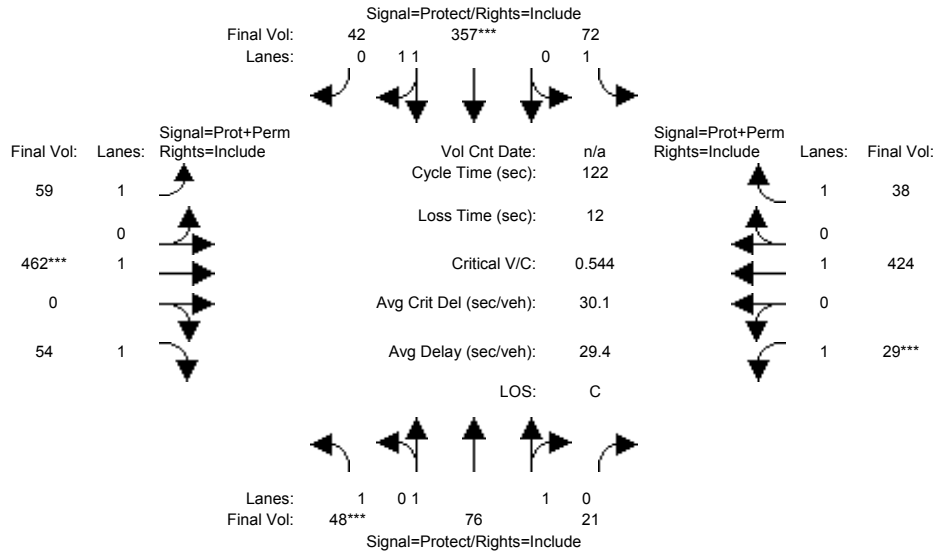 Signal=Protect/Rights=Include
Final Vol: 42 357*** 72
Lanes: 0 1 1 0 1
Signal=Prot+Perm
Final Vol: Lanes: Rights=Include
Vol Cnt Date: n/a
Signal=Prot+Perm
Rights=Include Lanes: Final Vol:
Cycle Time (sec): 122
59 1
1 38
Loss Time (sec): 12
0
0
462*** 1
Critical V/C: 0.544
1 424
0 0
Avg Crit Del (sec/veh): 30.1
0
54 1
Avg Delay (sec/veh): 29.4
1 29***
LOS: C
Lanes: 1 0 1 1 0
Final Vol: 48*** 76 21
Signal=Protect/Rights=Include